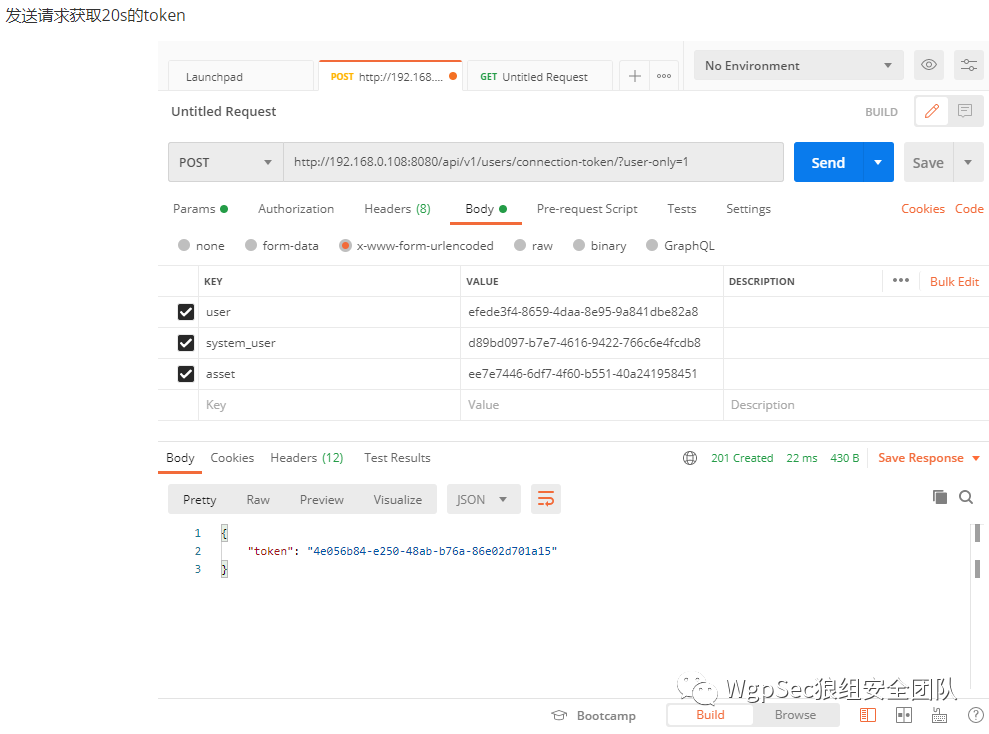 发送请求获取20s的token
Launchpad
POST http://192.168....
GET Untitled Request
No Environment
Untitled Request
BUILD
POST
http://192.168.0.108:8080/api/v1/users/connection-token/?user-only=1
Send
Save
Params
Authorization
Headers (8)
Body
Pre-request Script
Tests
Settings
Cookies
Code
none
form-data
x-www-form-urlencoded
raw
binary
GraphQL
KEY
VALUE
DESCRIPTION
Bulk Edit
user
efede3f4-8659-4daa-8e95-9a841dbe82a8
system_user
d89bd097-b7e7-4616-9422-766c6e4fcdb8
asset
ee7e7446-6df7-4f60-b551-40a241958451
Key
Value
Description
Body
Cookies
Headers (12)
Test Results
201 Created
22 ms
430 B
Save Response
Pretty
Raw
Preview
Visualize
JSON
1 {
2 "token": "4e056b84-e250-48ab-b76a-86e02d701a15"
3 }
WgpSec狼组安全团队
Bootcamp
Build
Browse